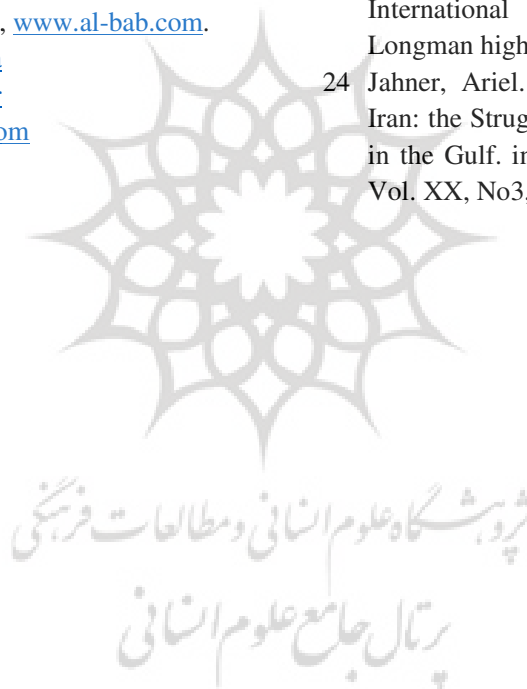 , www.al-bab.com.
om
International
Longman high
24 Jahner, Ariel.
Iran: the Strug
in the Gulf. in
Vol. XX, No3,
پژوهشگاه علوم انسانی و مطالعات فرهنگی
پرتال جامع علوم انسانی